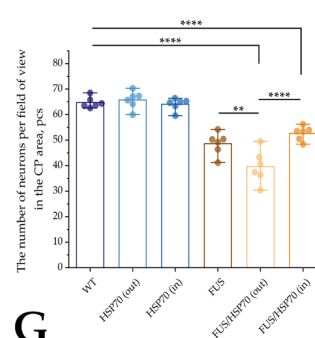 ****
****
**
****
The number of neurons per field of view
in the CP area, pcs
80
70
60
50
40
30
20
10
0
WT
HSP70 (out)
HSP70 (in)
FUS
FUS/HSP70 (out)
FUS/HSP70 (in)
G